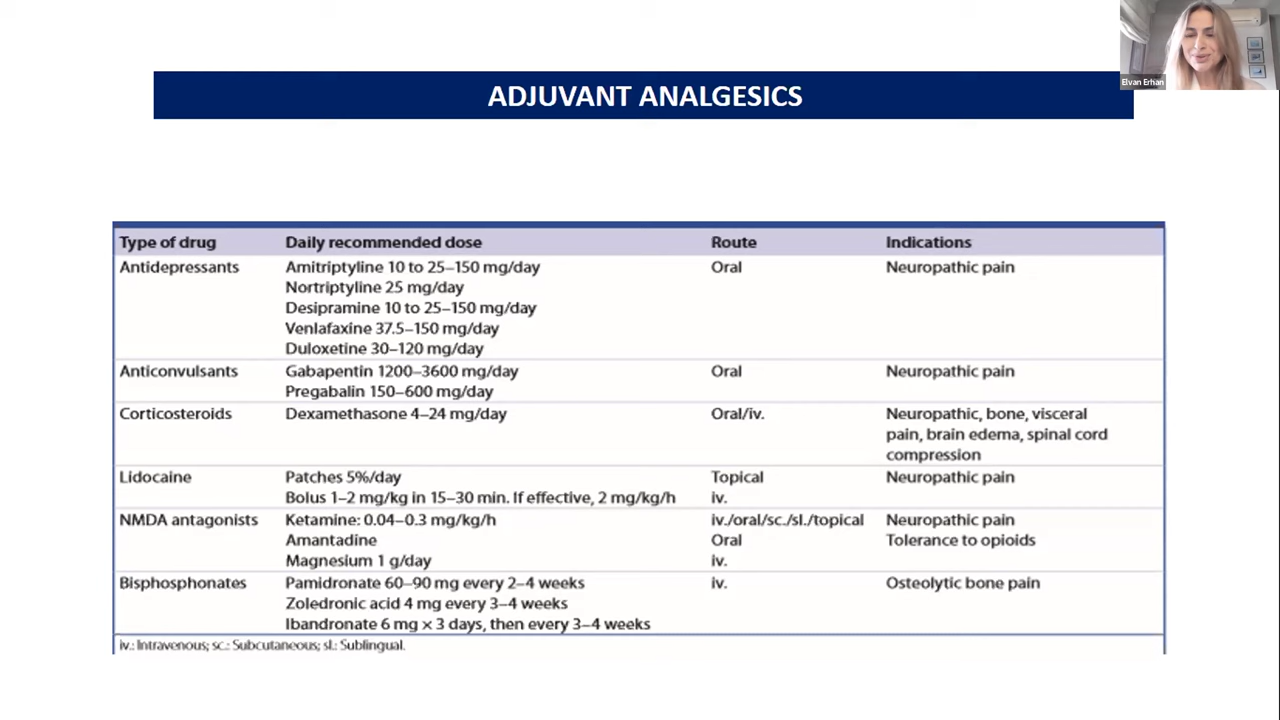 Elvan Erhan
ADJUVANT ANALGESICS
Type of drug Daily recommended dose Route Indications
Antidepressants Amitriptyline 10 to 25–150 mg/day Oral Neuropathic pain
Nortriptyline 25 mg/day
Desipramine 10 to 25–150 mg/day
Venlafaxine 37.5–150 mg/day
Duloxetine 30–120 mg/day
Anticonvulsants Gabapentin 1200–3600 mg/day Oral Neuropathic pain
Pregabalin 150–600 mg/day
Corticosteroids Dexamethasone 4–24 mg/day Oral/iv. Neuropathic, bone, visceral
pain, brain edema, spinal cord
compression
Lidocaine Patches 5%/day Topical Neuropathic pain
Bolus 1–2 mg/kg in 15–30 min. If effective, 2 mg/kg/h iv.
NMDA antagonists Ketamine: 0.04–0.3 mg/kg/h iv./oral/sc./sl./topical Neuropathic pain
Amantadine Oral Tolerance to opioids
Magnesium 1 g/day iv.
Bisphosphonates Pamidronate 60–90 mg every 2–4 weeks iv. Osteolytic bone pain
Zoledronic acid 4 mg every 3–4 weeks
Ibandronate 6 mg × 3 days, then every 3–4 weeks
iv.: Intravenous; sc.: Subcutaneous; sl.: Sublingual.